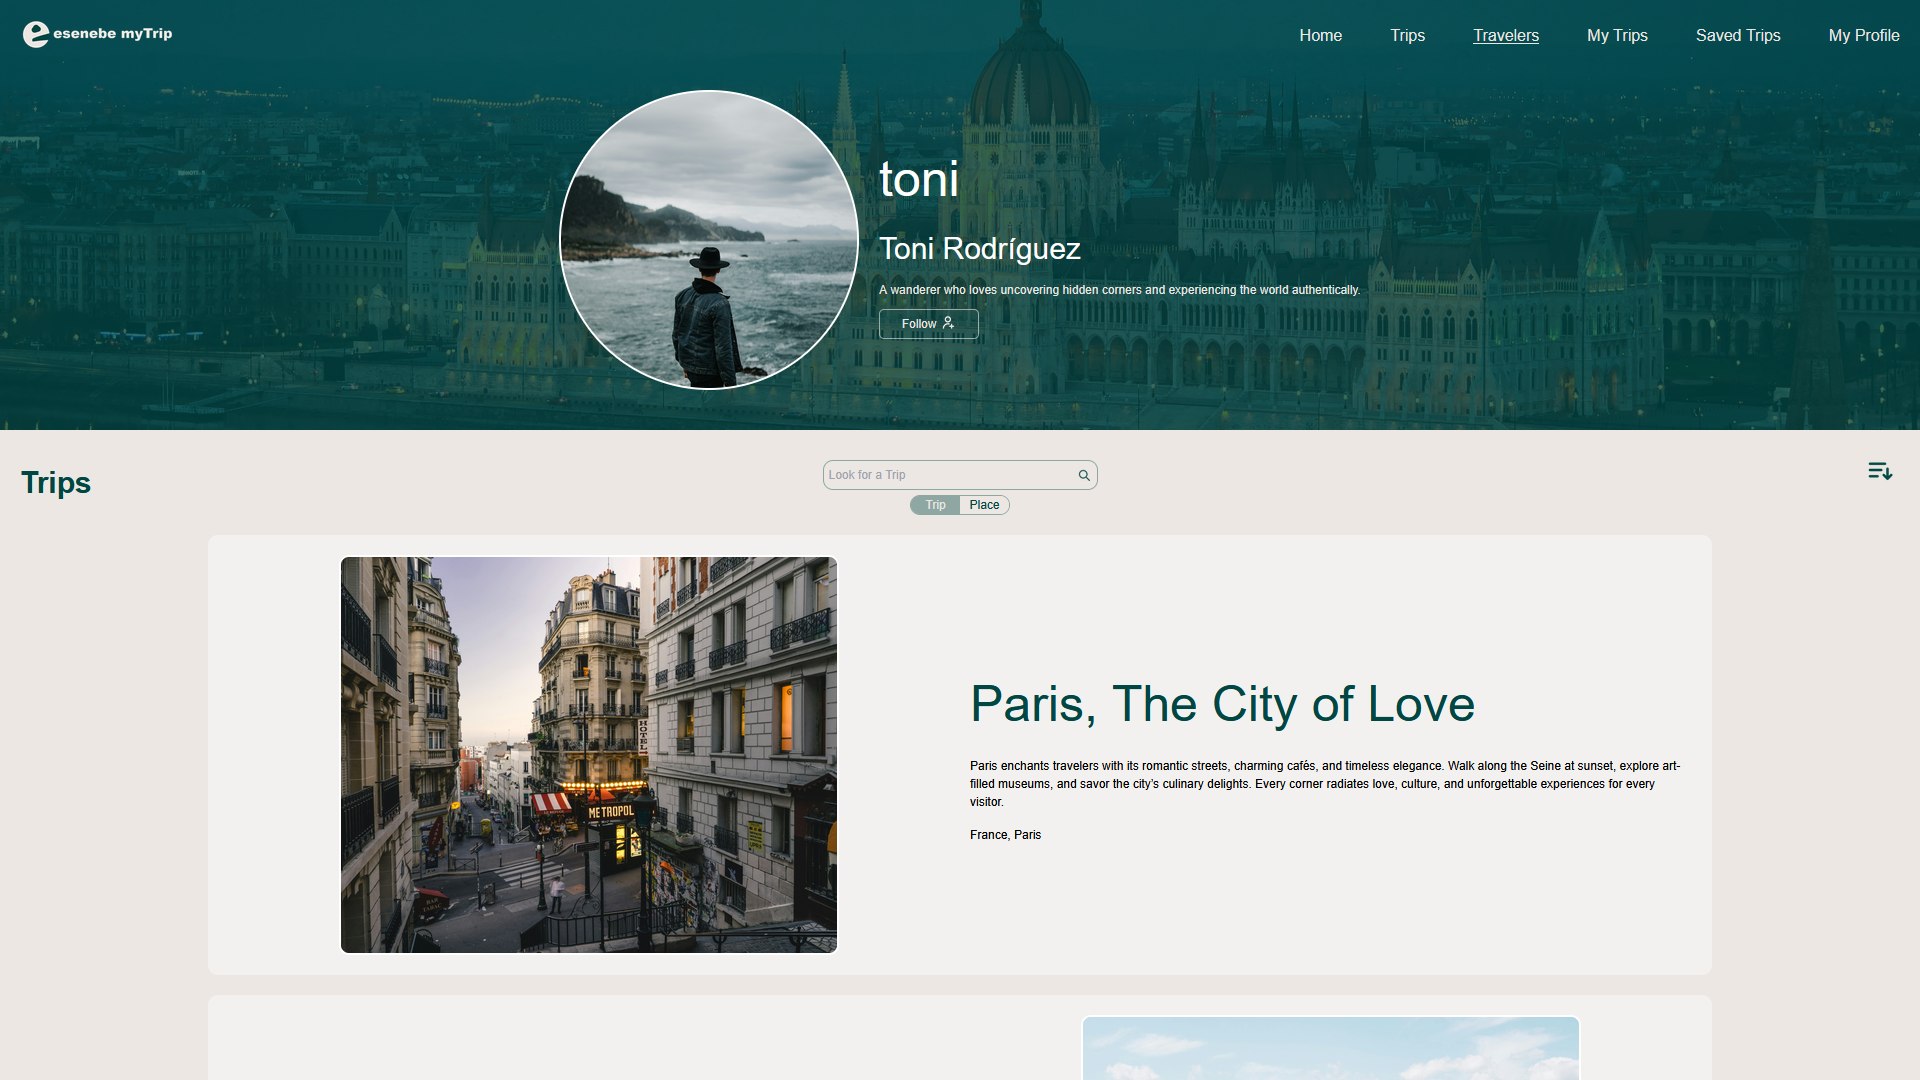 esenebe myTrip
Home
Trips
Travelers
My Trips
Saved Trips
My Profile
toni
Toni Rodríguez
A wanderer who loves uncovering hidden corners and experiencing the world authentically.
Follow
Trips
Look for a Trip
Trip
Place
HOTEL
METROPOL
BAR
TABAC
Paris, The City of Love
Paris enchants travelers with its romantic streets, charming cafés, and timeless elegance. Walk along the Seine at sunset, explore art-
filled museums, and savor the city’s culinary delights. Every corner radiates love, culture, and unforgettable experiences for every
visitor.
France, Paris